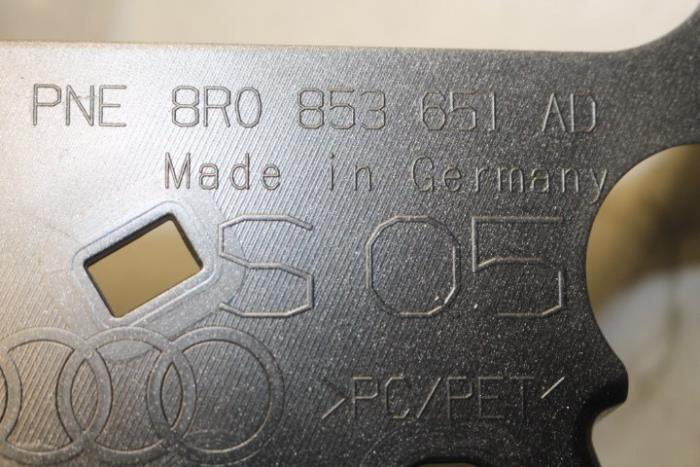 PNE 8R0 853 651 AD
Made in Germany
S 05
>PC/PET<